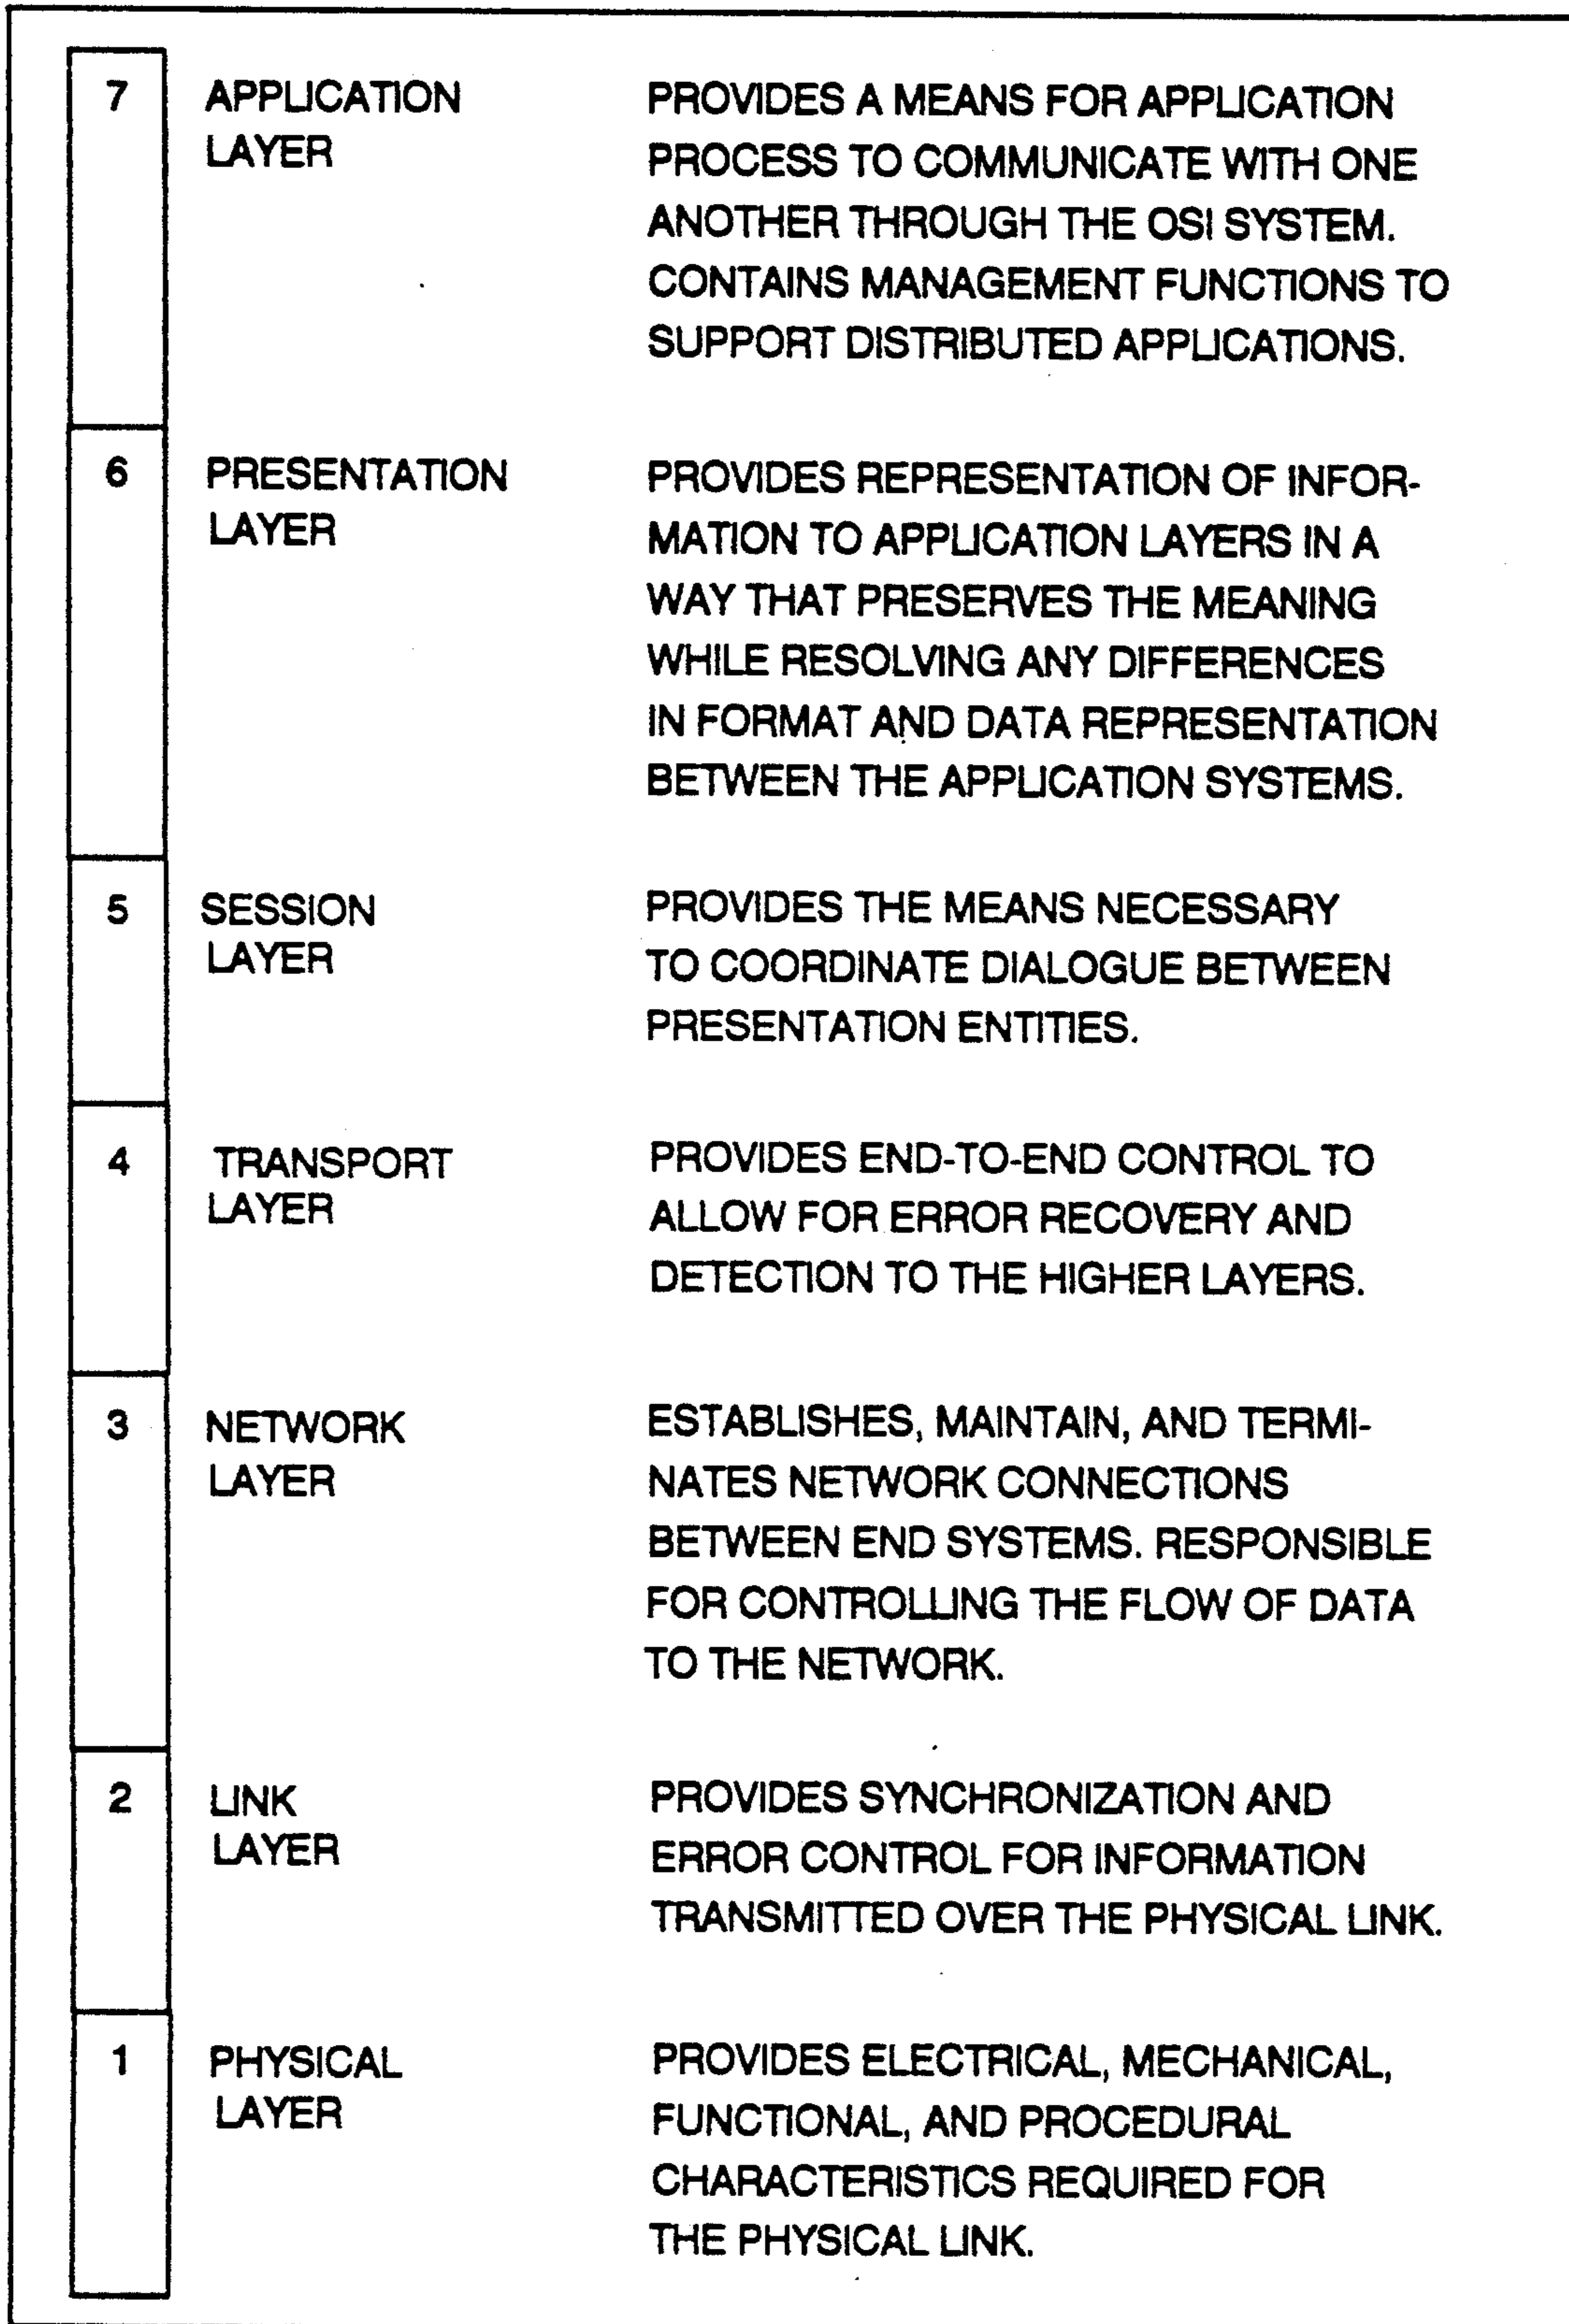 7 APPLICATION PROVIDES A MEANS FOR APPLICATION
LAYER PROCESS TO COMMUNICATE WITH ONE
ANOTHER THROUGH THE OSI SYSTEM.
CONTAINS MANAGEMENT FUNCTIONS TO
SUPPORT DISTRIBUTED APPLICATIONS.
6 PRESENTATION PROVIDES REPRESENTATION OF INFOR-
LAYER MATION TO APPLICATION LAYERS IN A
WAY THAT PRESERVES THE MEANING
WHILE RESOLVING ANY DIFFERENCES
IN FORMAT AND DATA REPRESENTATION
BETWEEN THE APPLICATION SYSTEMS.
5 SESSION PROVIDES THE MEANS NECESSARY
LAYER TO COORDINATE DIALOGUE BETWEEN
PRESENTATION ENTITIES.
4 TRANSPORT PROVIDES END-TO-END CONTROL TO
LAYER ALLOW FOR ERROR RECOVERY AND
DETECTION TO THE HIGHER LAYERS.
3 NETWORK ESTABLISHES, MAINTAIN, AND TERMI-
LAYER NATES NETWORK CONNECTIONS
BETWEEN END SYSTEMS. RESPONSIBLE
FOR CONTROLLING THE FLOW OF DATA
TO THE NETWORK.
2 LINK PROVIDES SYNCHRONIZATION AND
LAYER ERROR CONTROL FOR INFORMATION
TRANSMITTED OVER THE PHYSICAL LINK.
1 PHYSICAL PROVIDES ELECTRICAL, MECHANICAL,
LAYER FUNCTIONAL, AND PROCEDURAL
CHARACTERISTICS REQUIRED FOR
THE PHYSICAL LINK.